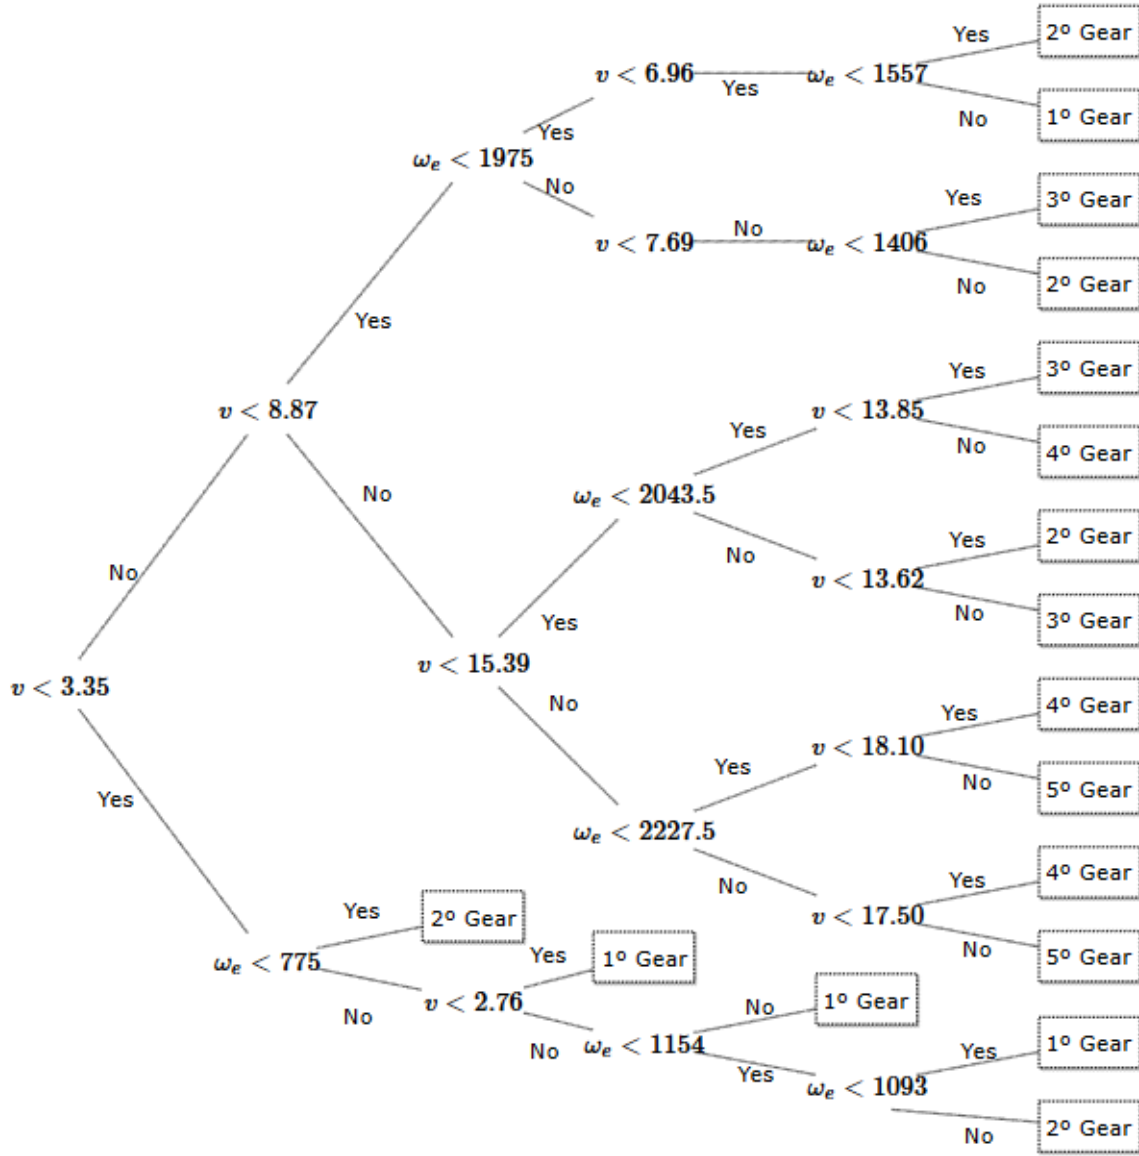 Yes
2º Gear
v < 6.96
Yes
ωₑ < 1557
Yes
No
1º Gear
ωₑ < 1975
No
Yes
3º Gear
v < 7.69
No
ωₑ < 1406
No
2º Gear
Yes
Yes
3º Gear
v < 8.87
v < 13.85
Yes
No
4º Gear
No
ωₑ < 2043.5
Yes
2º Gear
No
No
v < 13.62
No
3º Gear
Yes
v < 15.39
v < 3.35
No
Yes
4º Gear
v < 18.10
Yes
No
5º Gear
Yes
ωₑ < 2227.5
No
Yes
4º Gear
Yes
2º Gear
v < 17.50
No
5º Gear
ωₑ < 775
Yes
1º Gear
No
v < 2.76
No
1º Gear
No
ωₑ < 1154
Yes
1º Gear
Yes
ωₑ < 1093
No
2º Gear